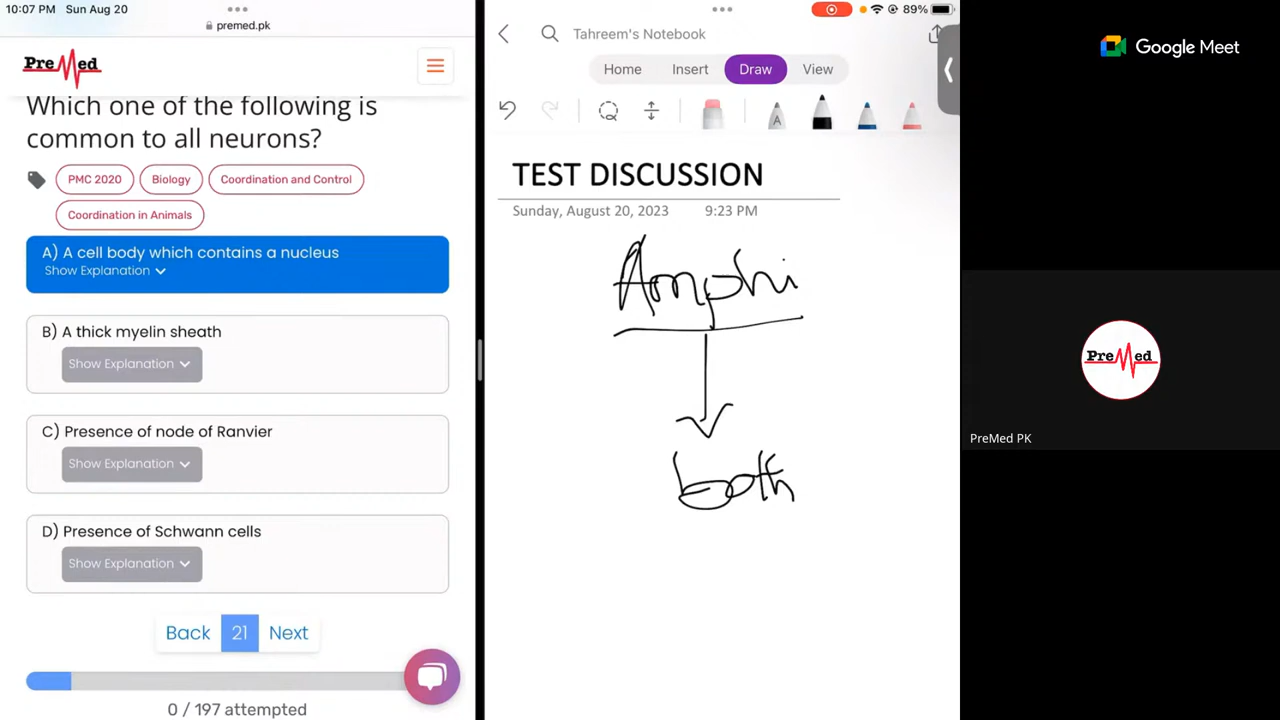 10:07 PM Sun Aug 20
premed.pk
PreMed
Which one of the following is
common to all neurons?
PMC 2020
Biology
Coordination and Control
Coordination in Animals
A) A cell body which contains a nucleus
Show Explanation
B) A thick myelin sheath
Show Explanation
C) Presence of node of Ranvier
Show Explanation
D) Presence of Schwann cells
Show Explanation
Back 21 Next
0 / 197 attempted
89%
Tahreem's Notebook
Home Insert Draw View
A
TEST DISCUSSION
Sunday, August 20, 2023 9:23 PM
Amphi
both
Google Meet
PreMed
PreMed PK